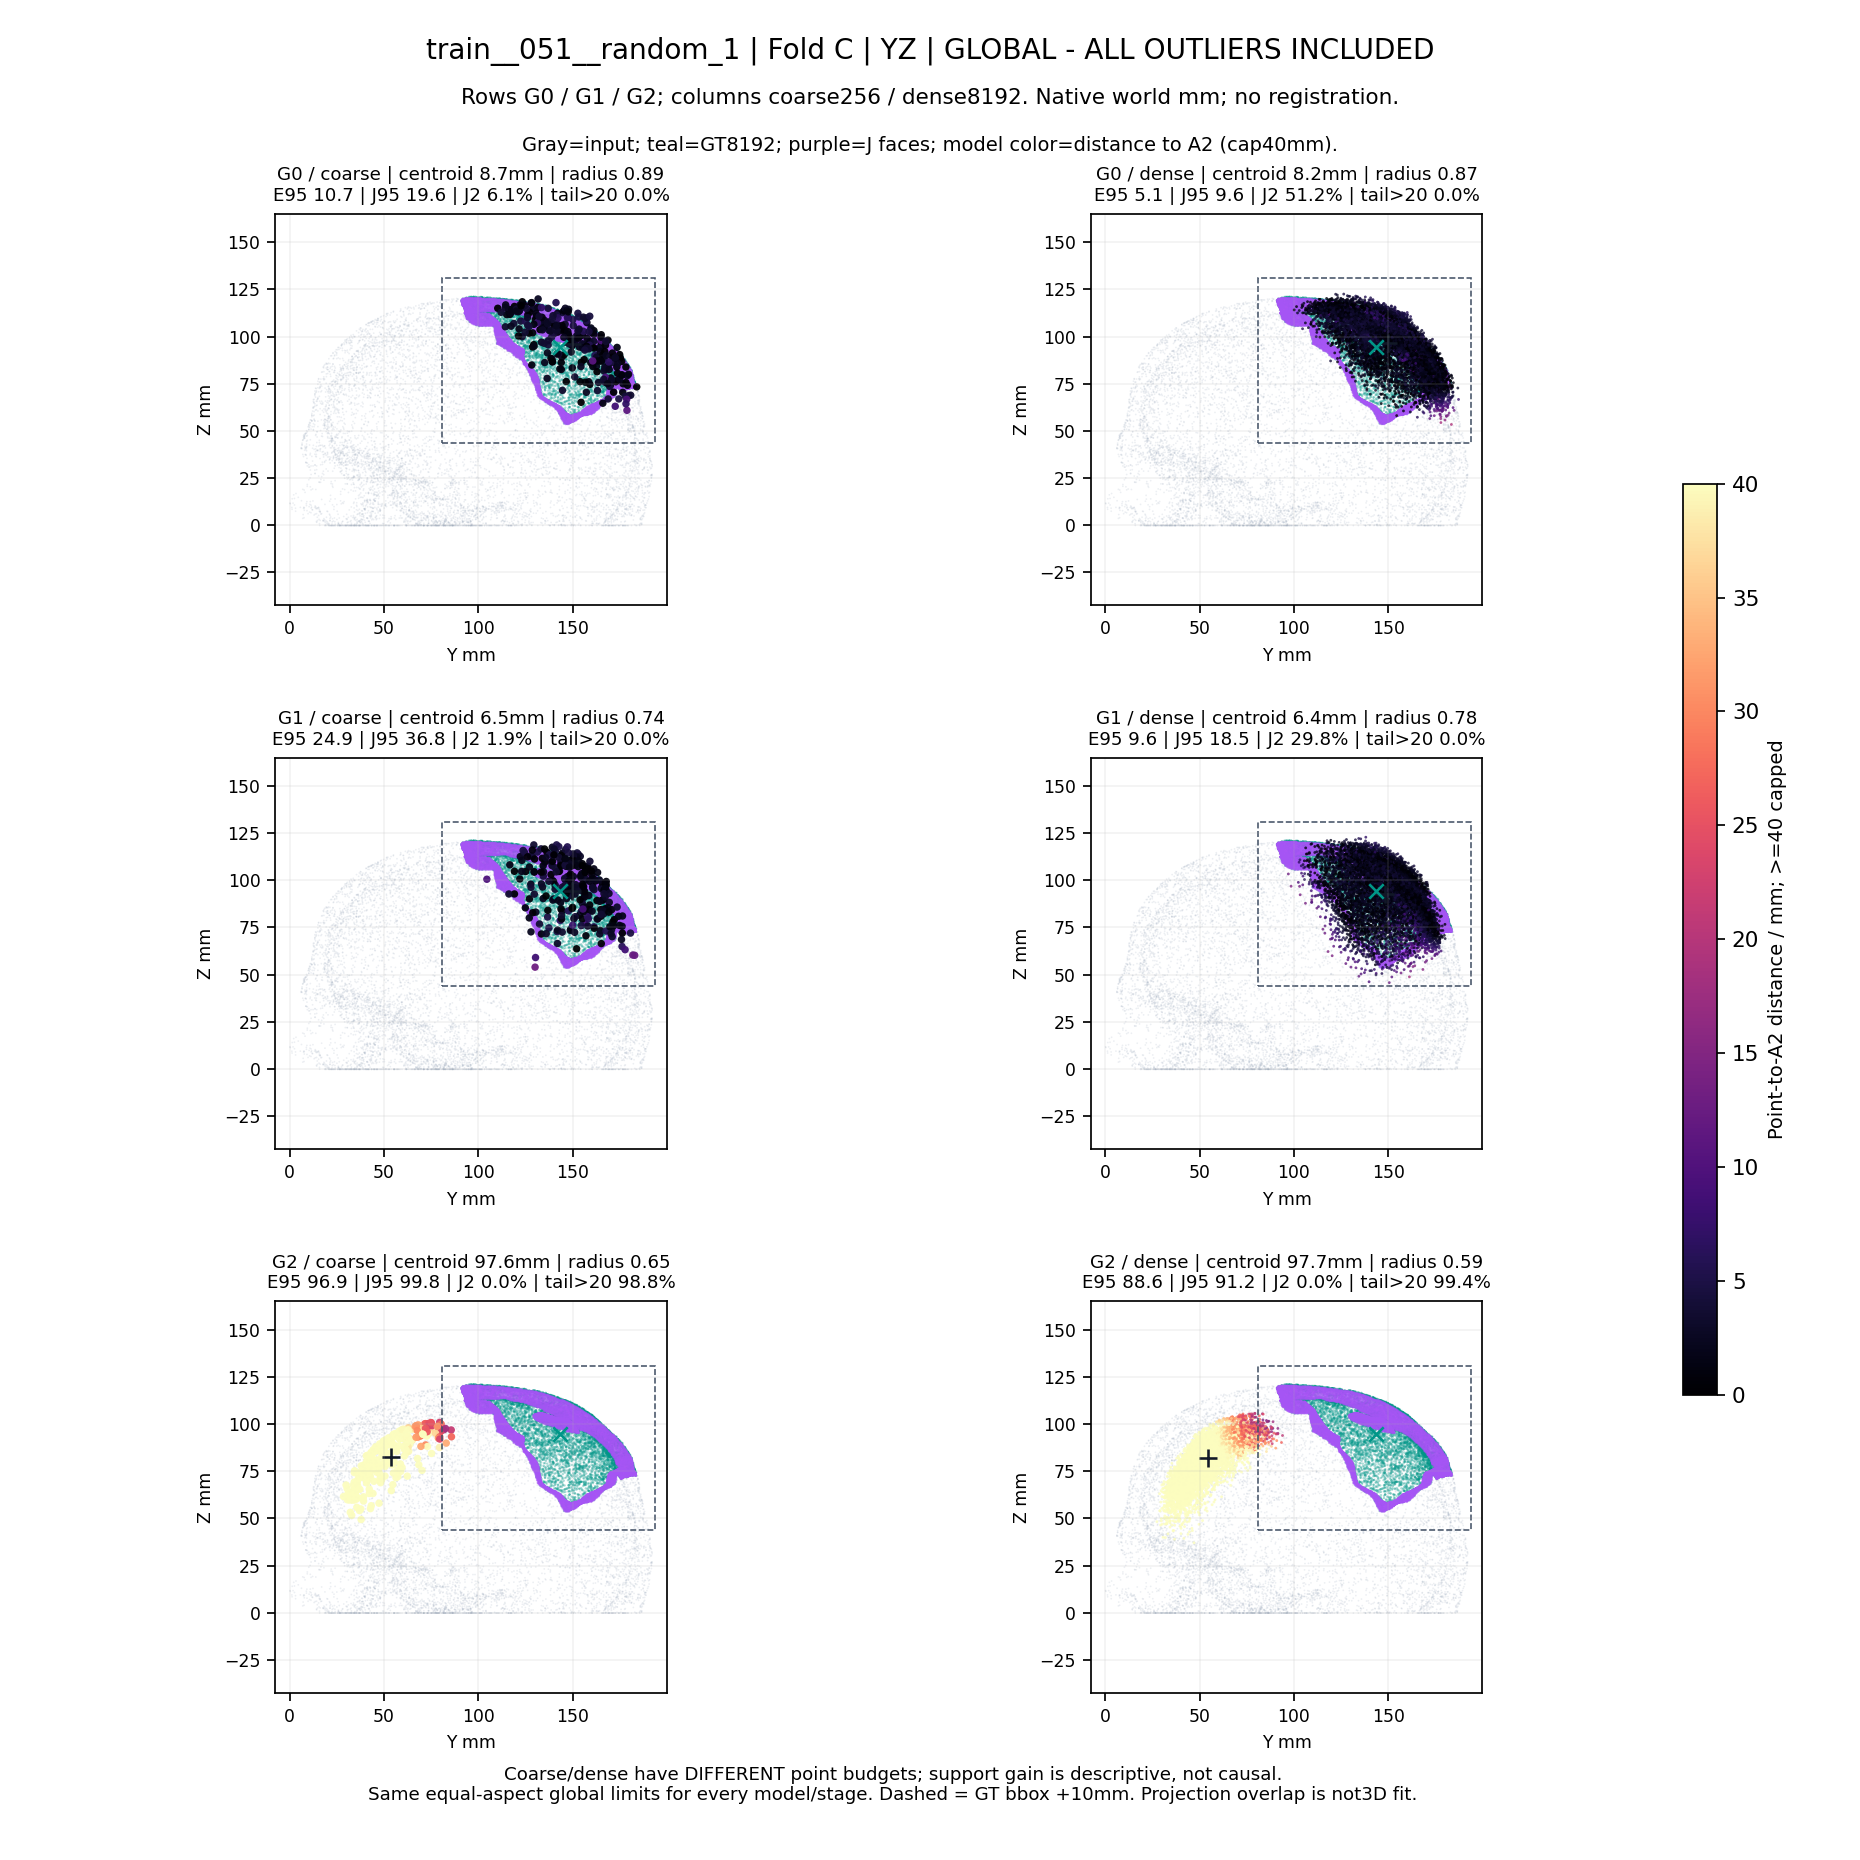 train__051__random_1 | Fold C | YZ | GLOBAL - ALL OUTLIERS INCLUDED
Rows G0 / G1 / G2; columns coarse256 / dense8192. Native world mm; no registration.
Gray=input; teal=GT8192; purple=J faces; model color=distance to A2 (cap40mm).
G0 / coarse | centroid 8.7mm | radius 0.89
E95 10.7 | J95 19.6 | J2 6.1% | tail>20 0.0%
150
125
100
75
50
25
0
−25
Z mm
0
50
100
150
Y mm
G0 / dense | centroid 8.2mm | radius 0.87
E95 5.1 | J95 9.6 | J2 51.2% | tail>20 0.0%
150
125
100
75
50
25
0
−25
Z mm
0
50
100
150
Y mm
G1 / coarse | centroid 6.5mm | radius 0.74
E95 24.9 | J95 36.8 | J2 1.9% | tail>20 0.0%
150
125
100
75
50
25
0
−25
Z mm
0
50
100
150
Y mm
G1 / dense | centroid 6.4mm | radius 0.78
E95 9.6 | J95 18.5 | J2 29.8% | tail>20 0.0%
150
125
100
75
50
25
0
−25
Z mm
0
50
100
150
Y mm
G2 / coarse | centroid 97.6mm | radius 0.65
E95 96.9 | J95 99.8 | J2 0.0% | tail>20 98.8%
150
125
100
75
50
25
0
−25
Z mm
0
50
100
150
Y mm
G2 / dense | centroid 97.7mm | radius 0.59
E95 88.6 | J95 91.2 | J2 0.0% | tail>20 99.4%
150
125
100
75
50
25
0
−25
Z mm
0
50
100
150
Y mm
40
35
30
25
20
15
10
5
0
Point-to-A2 distance / mm; >=40 capped
Coarse/dense have DIFFERENT point budgets; support gain is descriptive, not causal.
Same equal-aspect global limits for every model/stage. Dashed = GT bbox +10mm. Projection overlap is not3D fit.